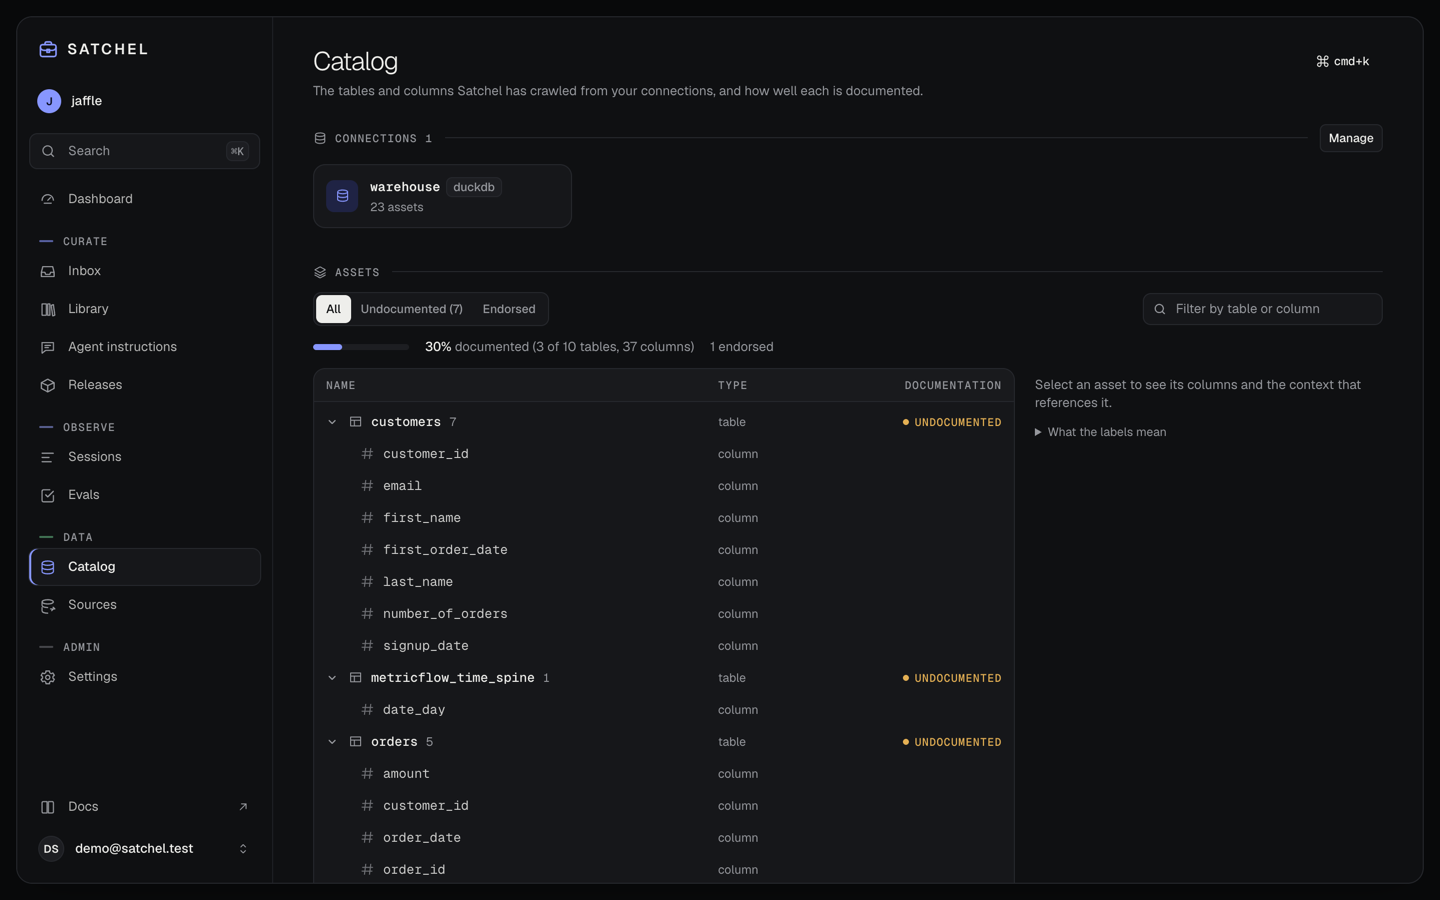 SATCHEL
J jaffle
Search ⌘K
Dashboard
CURATE
Inbox
Library
Agent instructions
Releases
OBSERVE
Sessions
Evals
DATA
Catalog
Sources
ADMIN
Settings
Docs
DS demo@satchel.test
Catalog
⌘ cmd+k
The tables and columns Satchel has crawled from your connections, and how well each is documented.
CONNECTIONS 1
Manage
warehouse duckdb
23 assets
ASSETS
All Undocumented (7) Endorsed
Filter by table or column
30% documented (3 of 10 tables, 37 columns) 1 endorsed
NAME TYPE DOCUMENTATION
customers 7 table UNDOCUMENTED
customer_id column
email column
first_name column
first_order_date column
last_name column
number_of_orders column
signup_date column
metricflow_time_spine 1 table UNDOCUMENTED
date_day column
orders 5 table UNDOCUMENTED
amount column
customer_id column
order_date column
order_id column
Select an asset to see its columns and the context that
references it.
What the labels mean